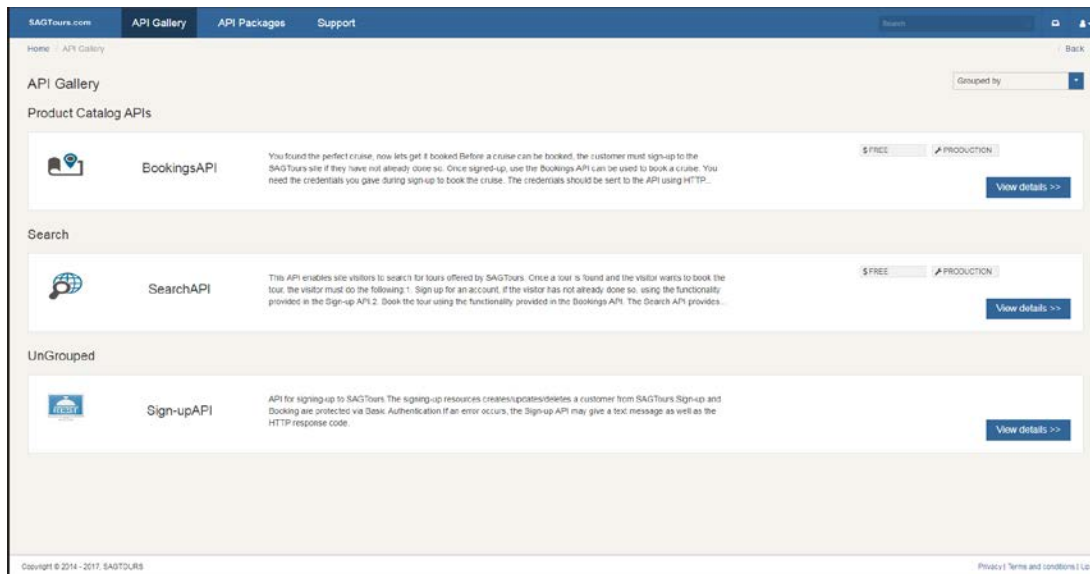 SAGTours.com API Gallery API Packages Support Search
Home / API Gallery / Back
API Gallery Grouped by
Product Catalog APIs
BookingsAPI
You found the perfect cruise, now lets get it booked Before a cruise can be booked, the customer must sign-up to the
SAGTours site if they have not already done so. Once signed-up, use the Bookings API can be used to book a cruise. You
need the credentials you gave during sign-up to book the cruise. The credentials should be sent to the API using HTTP...
$ FREE PRODUCTION
View details >>
Search
SearchAPI
This API enables site visitors to search for tours offered by SAGTours. Once a tour is found and the visitor wants to book the
tour, the visitor must do the following:1. Sign up for an account, if the visitor has not already done so, using the functionality
provided in the Sign-up API.2. Book the tour using the functionality provided in the Bookings API. The Search API provides...
$ FREE PRODUCTION
View details >>
UnGrouped
REST
Sign-upAPI
API for signing-up to SAGTours.The signing-up resources creates/updates/deletes a customer from SAGTours.Sign-up and
Booking are protected via Basic Authentication.If an error occurs, the Sign-up API may give a text message as well as the
HTTP response code.
View details >>
Copyright © 2014 - 2017, SAGTOURS Privacy | Terms and conditions |